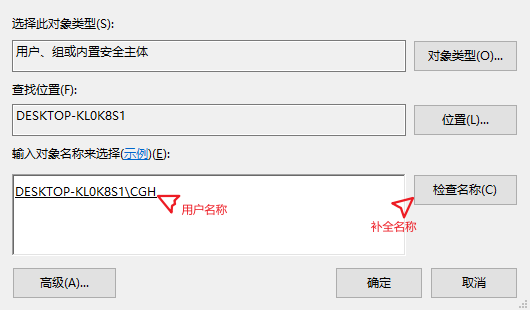 选择此对象类型(S):
用户、组或内置安全主体
对象类型(O)...
查找位置(F):
DESKTOP-KL0K8S1
位置(L)...
输入对象名称来选择(示例)(E):
DESKTOP-KL0K8S1\CGH
检查名称(C)
用户名称
补全名称
高级(A)...
确定
取消